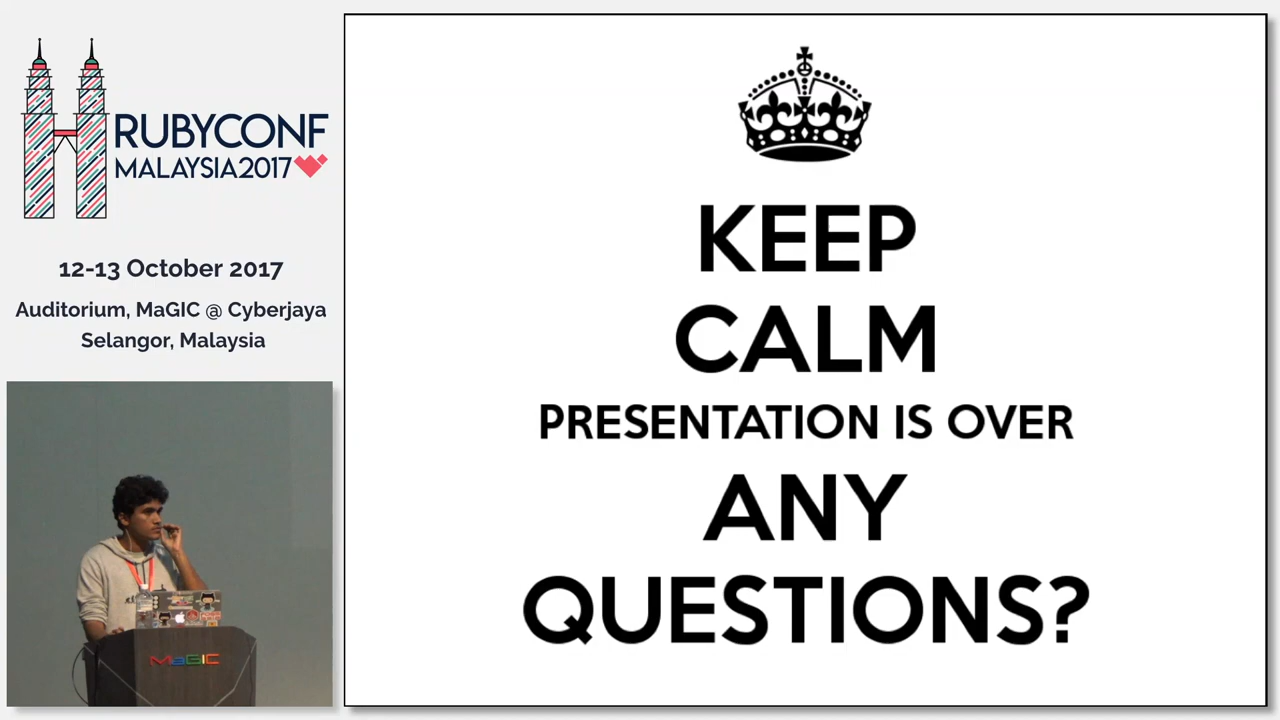 RUBYCONF
MALAYSIA2017
12-13 October 2017
Auditorium, MaGIC @ Cyberjaya
Selangor, Malaysia
MaGIC
KEEP
CALM
PRESENTATION IS OVER
ANY
QUESTIONS?